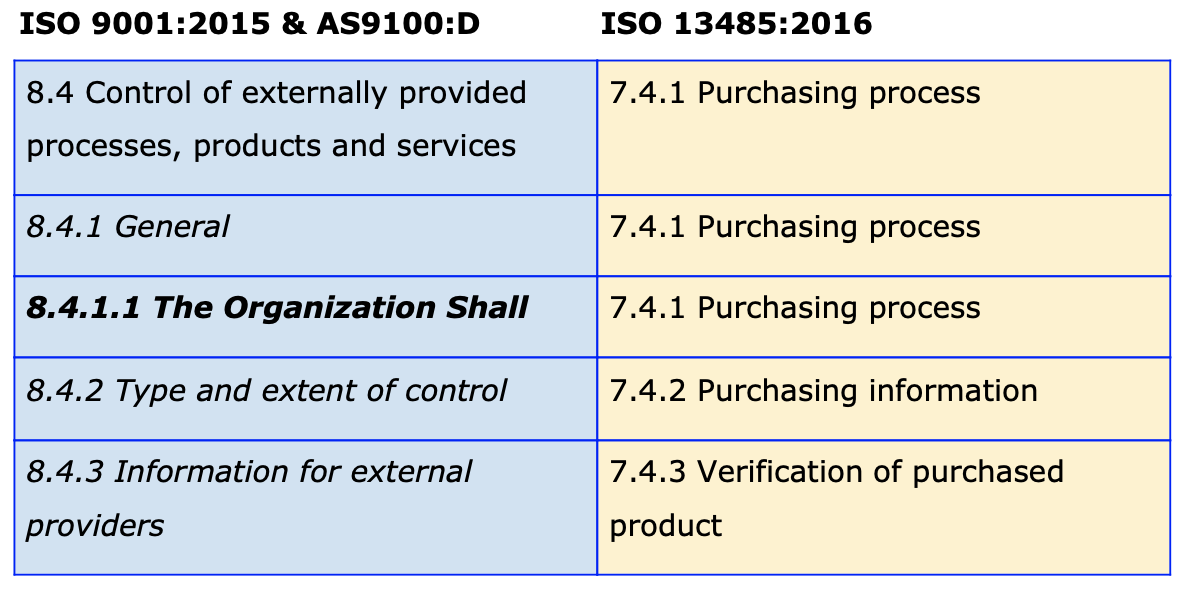 ISO 9001:2015 & AS9100:D ISO 13485:2016
8.4 Control of externally provided 7.4.1 Purchasing process
processes, products and services
8.4.1 General 7.4.1 Purchasing process
8.4.1.1 The Organization Shall 7.4.1 Purchasing process
8.4.2 Type and extent of control 7.4.2 Purchasing information
8.4.3 Information for external 7.4.3 Verification of purchased
providers product